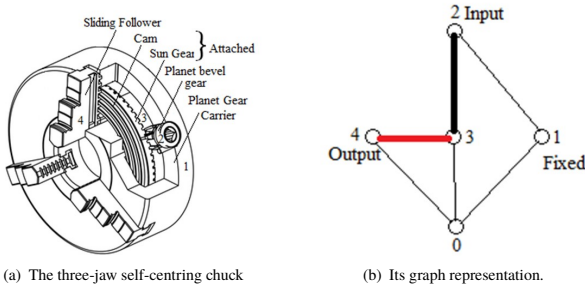 Sliding Follower
Cam
Sun Gear
Attached
Planet bevel
gear
Planet Gear
Carrier
4
3
2
1
(a) The three-jaw self-centring chuck
2 Input
4
3
1
Output
Fixed
0
(b) Its graph representation.